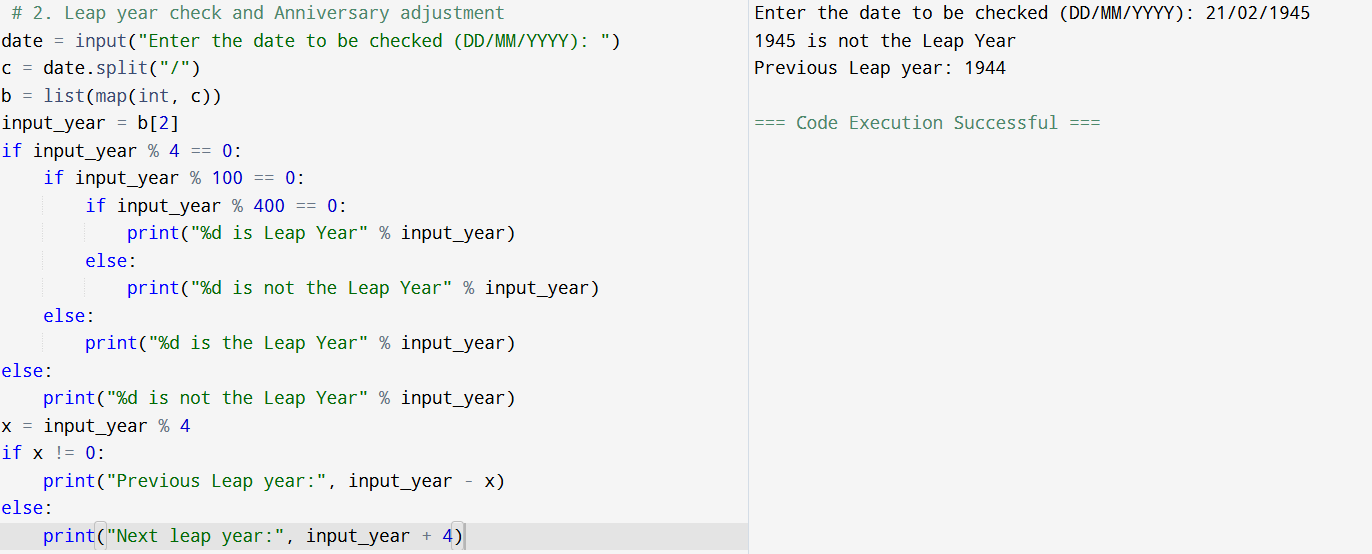 # 2. Leap year check and Anniversary adjustment
date = input("Enter the date to be checked (DD/MM/YYYY): ")
c = date.split("/")
b = list(map(int, c))
input_year = b[2]
if input_year % 4 == 0:
    if input_year % 100 == 0:
        if input_year % 400 == 0:
            print("%d is Leap Year" % input_year)
        else:
            print("%d is not the Leap Year" % input_year)
    else:
        print("%d is the Leap Year" % input_year)
else:
    print("%d is not the Leap Year" % input_year)
x = input_year % 4
if x != 0:
    print("Previous Leap year:", input_year - x)
else:
    print("Next leap year:", input_year + 4)
Enter the date to be checked (DD/MM/YYYY): 21/02/1945
1945 is not the Leap Year
Previous Leap year: 1944
=== Code Execution Successful ===